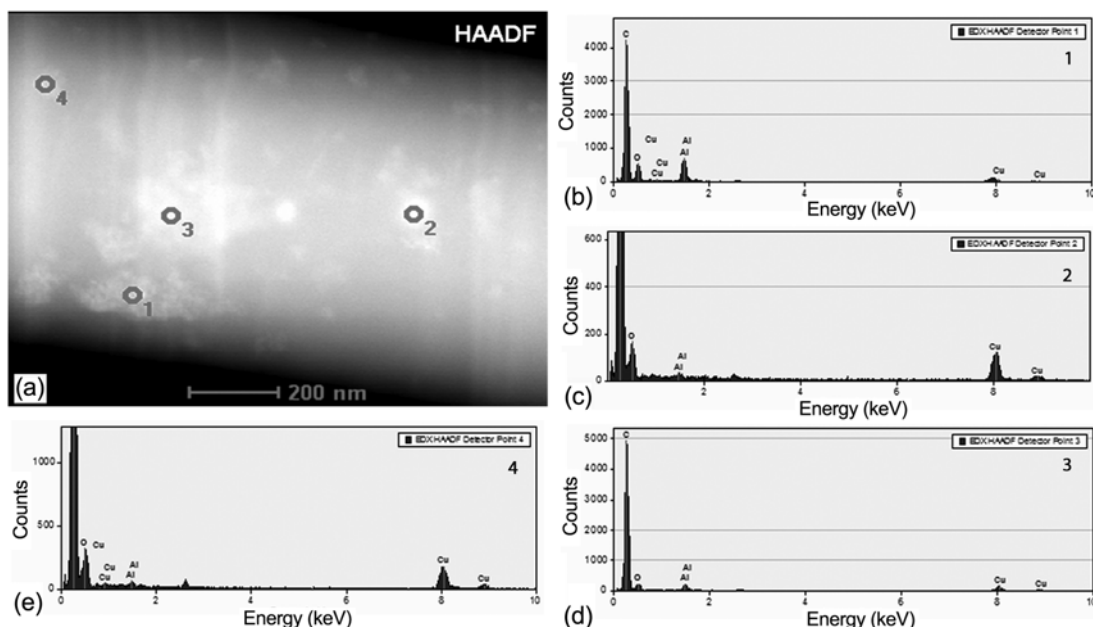 HAADF
4
3
2
1
200 nm
(a)
EDX HAADF Detector Point 1
1
Counts
4000
3000
2000
1000
0
C
O
Cu
Cu
Cu
Al
Al
Cu
Cu
2
4
6
8
10
Energy (keV)
(b)
EDX HAADF Detector Point 2
2
Counts
600
400
200
0
O
Al
Al
Cu
Cu
2
4
6
8
Energy (keV)
(c)
EDX HAADF Detector Point 4
4
Counts
1000
500
0
O
Cu
Cu
Cu
Al
Al
Cu
Cu
0
2
4
6
8
10
Energy (keV)
(e)
EDX HAADF Detector Point 3
3
Counts
5000
4000
3000
2000
1000
0
C
O
Al
Al
Cu
Cu
0
2
4
6
8
10
Energy (keV)
(d)